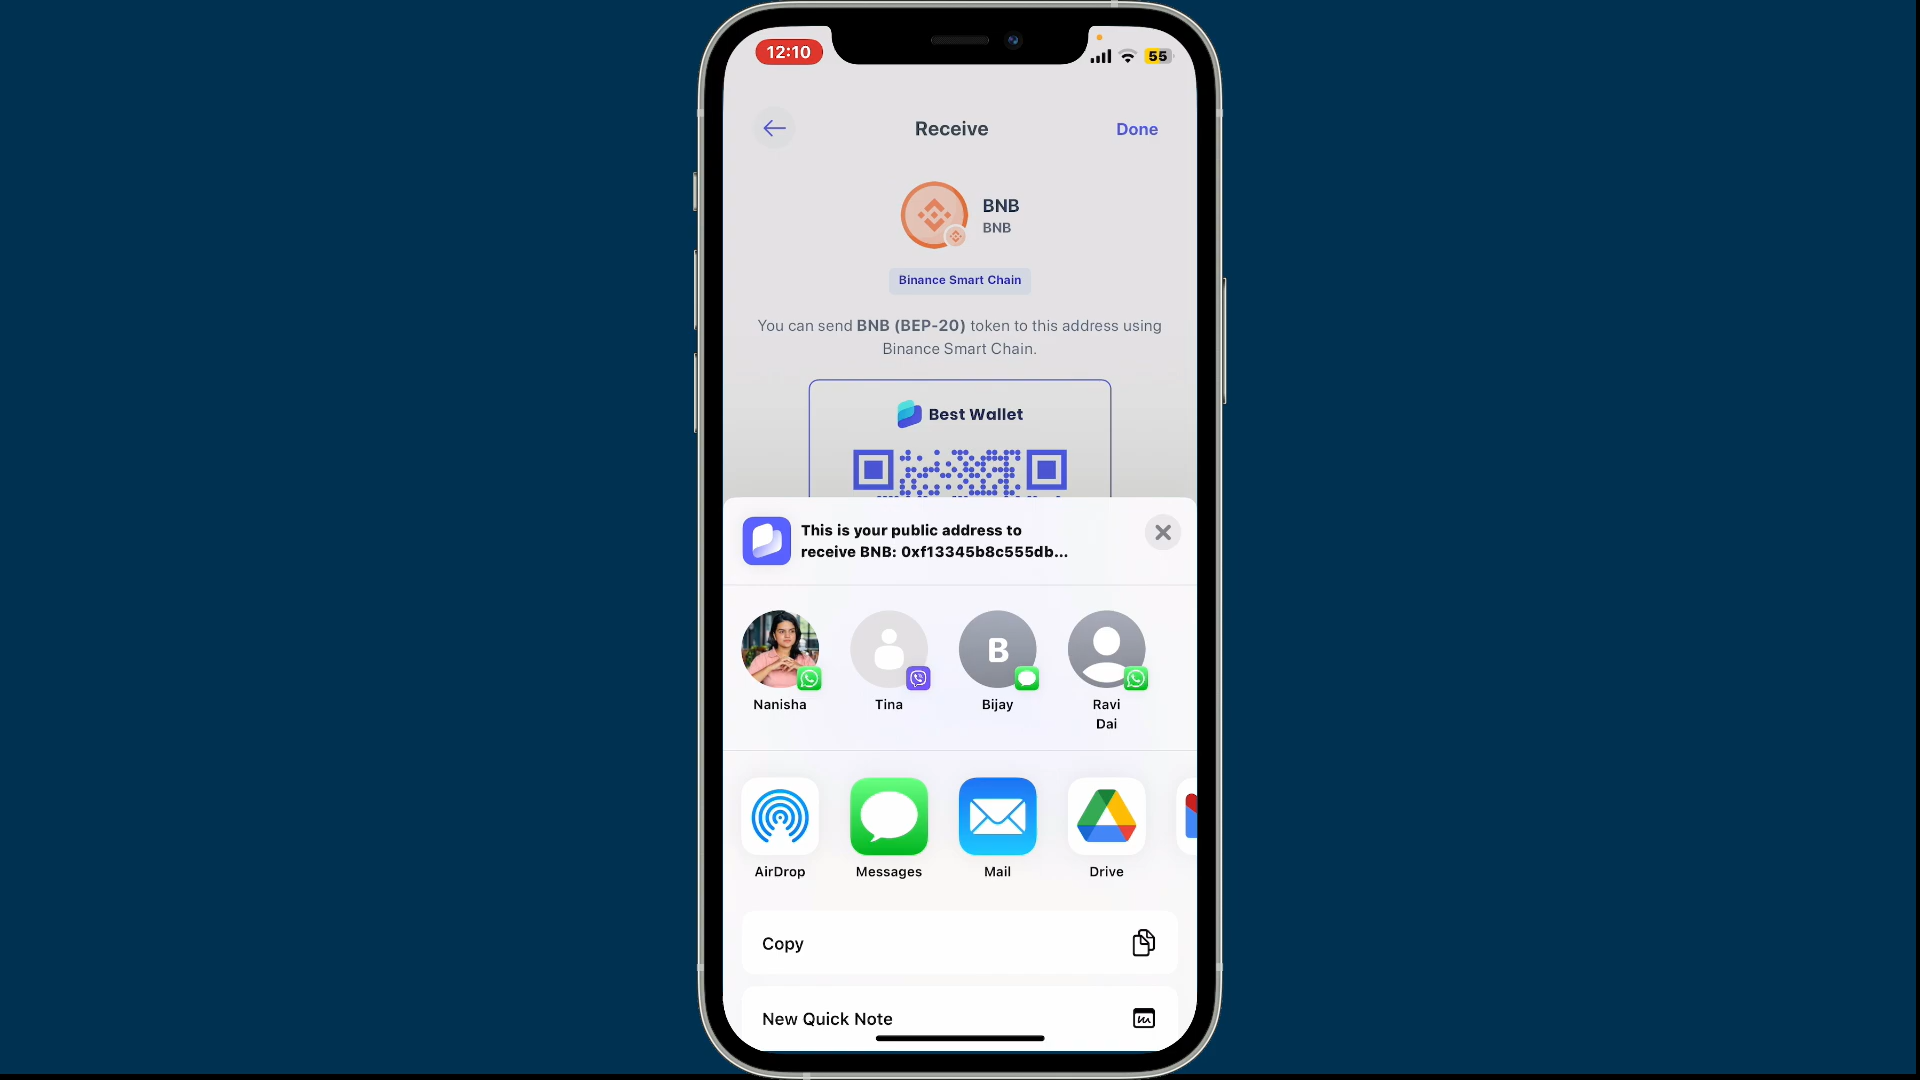 12:10
55
Receive
Done
BNB
BNB
Binance Smart Chain
You can send BNB (BEP-20) token to this address using
Binance Smart Chain.
Best Wallet
This is your public address to
receive BNB: 0xf13345b8c555db...
B
Nanisha
Tina
Bijay
Ravi
Dai
AirDrop
Messages
Mail
Drive
Copy
New Quick Note